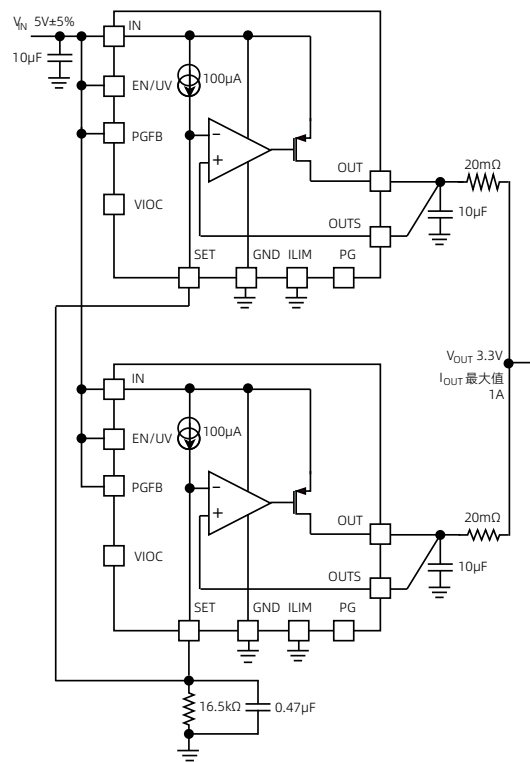 VIN 5V±5%
10µF
IN
EN/UV
100µA
PGFB
VIOC
−
+
OUT
OUTS
20mΩ
10µF
SET
GND
ILIM
PG
VOUT 3.3V
IOUT 最大值
1A
IN
EN/UV
100µA
PGFB
VIOC
−
+
OUT
OUTS
20mΩ
10µF
SET
GND
ILIM
PG
16.5kΩ
0.47µF